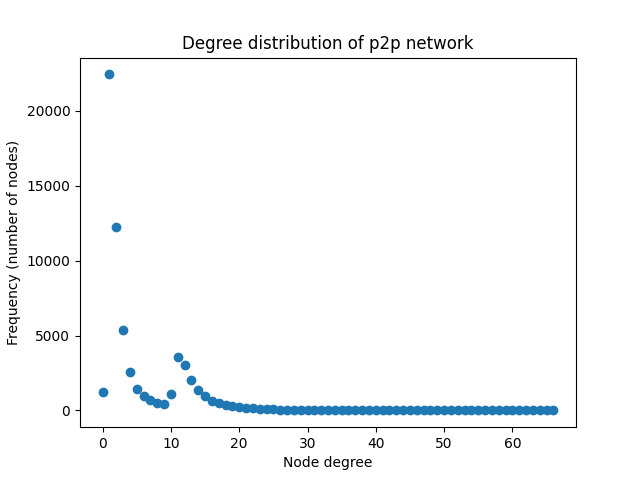 Degree distribution of p2p network
Frequency (number of nodes)
20000
15000
10000
5000
0
0 10 20 30 40 50 60
Node degree